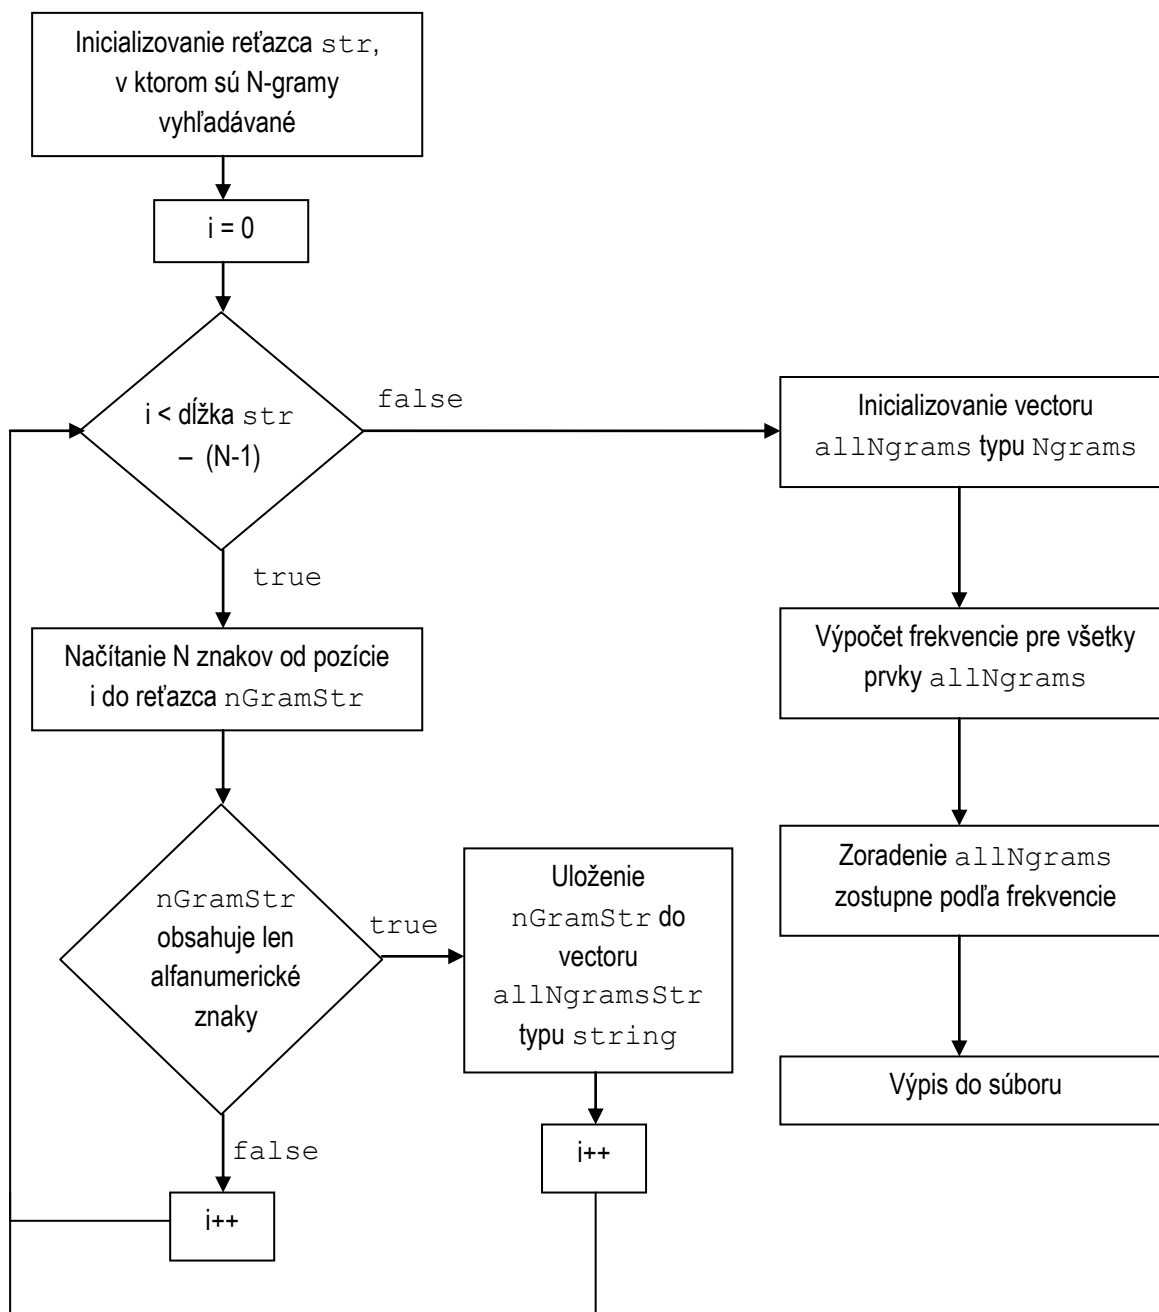 Inicializovanie reťazca str,
v ktorom sú N-gramy
vyhľadávané
i = 0
i < dĺžka str
– (N-1)
false
true
Načítanie N znakov od pozície
i do reťazca nGramStr
nGramStr
obsahuje len
alfanumerické
znaky
true
false
i++
Uloženie
nGramStr do
vectoru
allNgramsStr
typu string
i++
Inicializovanie vectoru
allNgrams typu Ngrams
Výpočet frekvencie pre všetky
prvky allNgrams
Zoradenie allNgrams
zostupne podľa frekvencie
Výpis do súboru